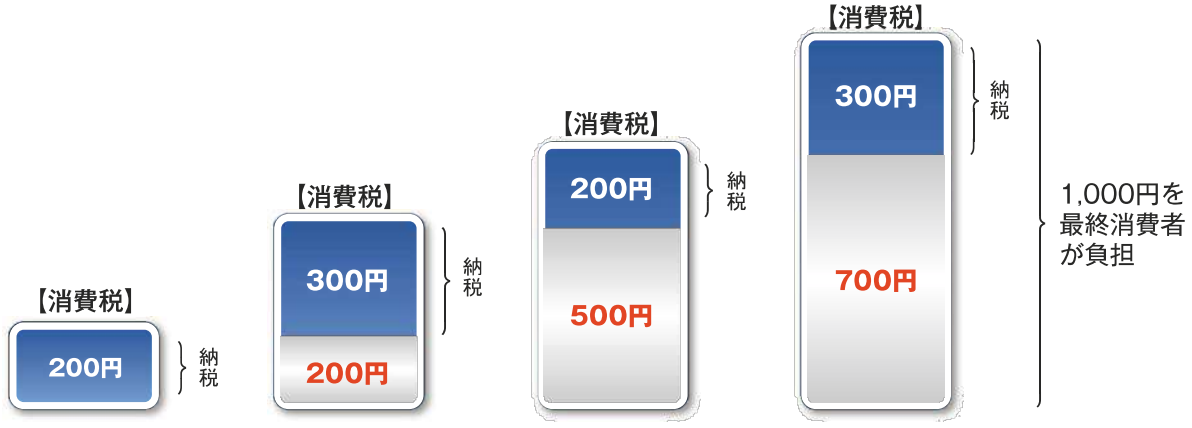 【消費税】
200円
納税
【消費税】
300円
200円
納税
【消費税】
200円
500円
納税
【消費税】
300円
700円
納税
1,000円を
最終消費者
が負担